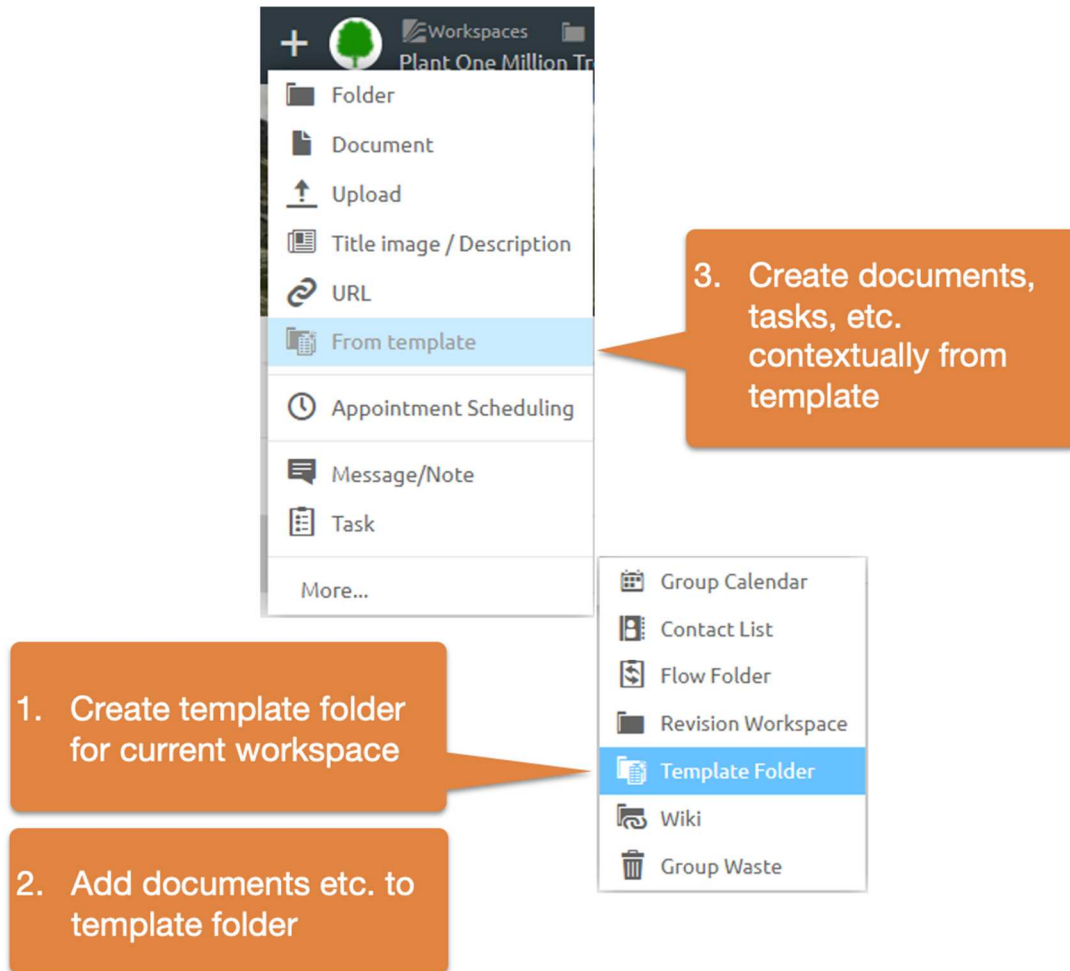 Workspaces
Plant One Million Tr
Folder
Document
Upload
Title image / Description
URL
From template
Appointment Scheduling
Message/Note
Task
More...
3. Create documents,
tasks, etc.
contextually from
template
Group Calendar
Contact List
Flow Folder
Revision Workspace
Template Folder
Wiki
Group Waste
1. Create template folder
for current workspace
2. Add documents etc. to
template folder